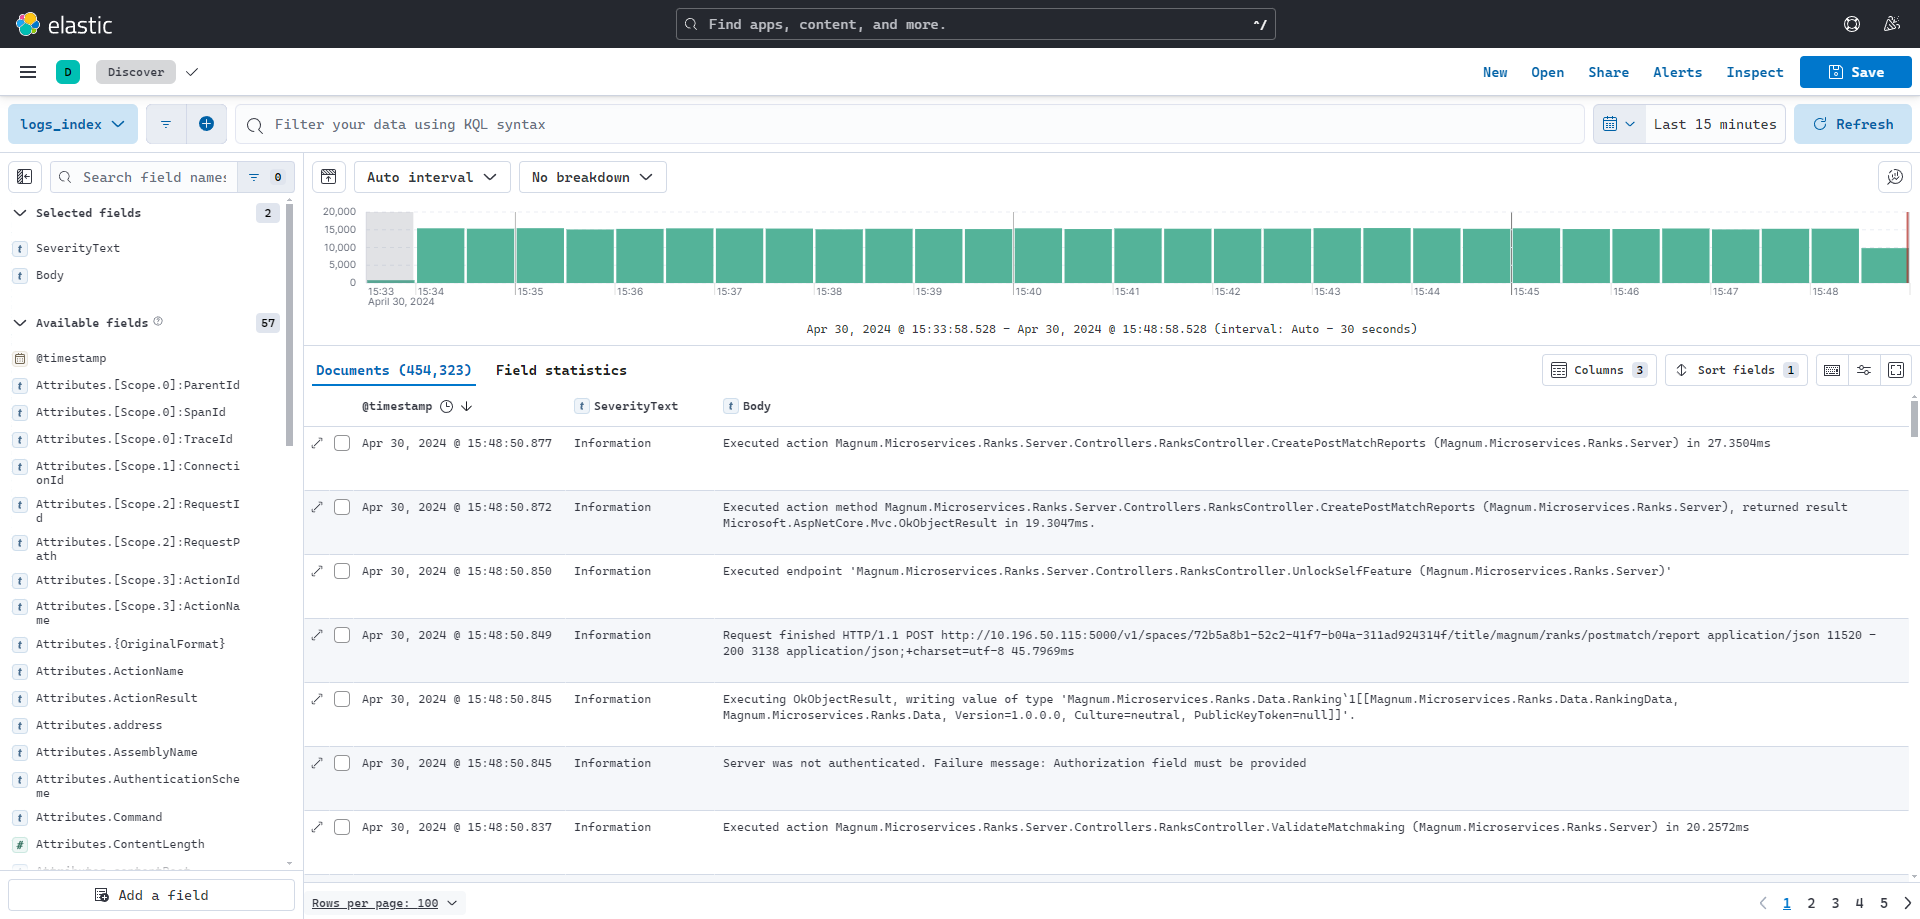 elastic
Find apps, content, and more.
^/
D
Discover
New
Open
Share
Alerts
Inspect
Save
logs_index
Filter your data using KQL syntax
Last 15 minutes
Refresh
Search field names
0
Auto interval
No breakdown
Selected fields
2
t SeverityText
t Body
Available fields
57
@timestamp
t Attributes.[Scope.0]:ParentId
t Attributes.[Scope.0]:SpanId
t Attributes.[Scope.0]:TraceId
t Attributes.[Scope.1]:Connecti
onId
t Attributes.[Scope.2]:RequestI
d
t Attributes.[Scope.2]:RequestP
ath
t Attributes.[Scope.3]:ActionId
t Attributes.[Scope.3]:ActionNa
me
t Attributes.{OriginalFormat}
t Attributes.ActionName
t Attributes.ActionResult
t Attributes.address
t Attributes.AssemblyName
t Attributes.AuthenticationSche
me
t Attributes.Command
# Attributes.ContentLength
Add a field
20,000
15,000
10,000
5,000
0
15:33 15:34 15:35 15:36 15:37 15:38 15:39 15:40 15:41 15:42 15:43 15:44 15:45 15:46 15:47 15:48
April 30, 2024
Apr 30, 2024 @ 15:33:58.528 - Apr 30, 2024 @ 15:48:58.528 (interval: Auto - 30 seconds)
Documents (454,323)
Field statistics
Columns 3
Sort fields 1
@timestamp
t SeverityText
t Body
Apr 30, 2024 @ 15:48:50.877 Information Executed action Magnum.Microservices.Ranks.Server.Controllers.RanksController.CreatePostMatchReports (Magnum.Microservices.Ranks.Server) in 27.3504ms
Apr 30, 2024 @ 15:48:50.872 Information Executed action method Magnum.Microservices.Ranks.Server.Controllers.RanksController.CreatePostMatchReports (Magnum.Microservices.Ranks.Server), returned result
Microsoft.AspNetCore.Mvc.OkObjectResult in 19.3047ms.
Apr 30, 2024 @ 15:48:50.850 Information Executed endpoint 'Magnum.Microservices.Ranks.Server.Controllers.RanksController.UnlockSelfFeature (Magnum.Microservices.Ranks.Server)'
Apr 30, 2024 @ 15:48:50.849 Information Request finished HTTP/1.1 POST http://10.196.50.115:5000/v1/spaces/72b5a8b1-52c2-41f7-b04a-311ad924314f/title/magnum/ranks/postmatch/report application/json 11520 -
200 3138 application/json;+charset=utf-8 45.7969ms
Apr 30, 2024 @ 15:48:50.845 Information Executing OkObjectResult, writing value of type 'Magnum.Microservices.Ranks.Data.Ranking`1[[Magnum.Microservices.Ranks.Data.RankingData,
Magnum.Microservices.Ranks.Data, Version=1.0.0.0, Culture=neutral, PublicKeyToken=null]]'.
Apr 30, 2024 @ 15:48:50.845 Information Server was not authenticated. Failure message: Authorization field must be provided
Apr 30, 2024 @ 15:48:50.837 Information Executed action Magnum.Microservices.Ranks.Server.Controllers.RanksController.ValidateMatchmaking (Magnum.Microservices.Ranks.Server) in 20.2572ms
Rows per page: 100
1 2 3 4 5